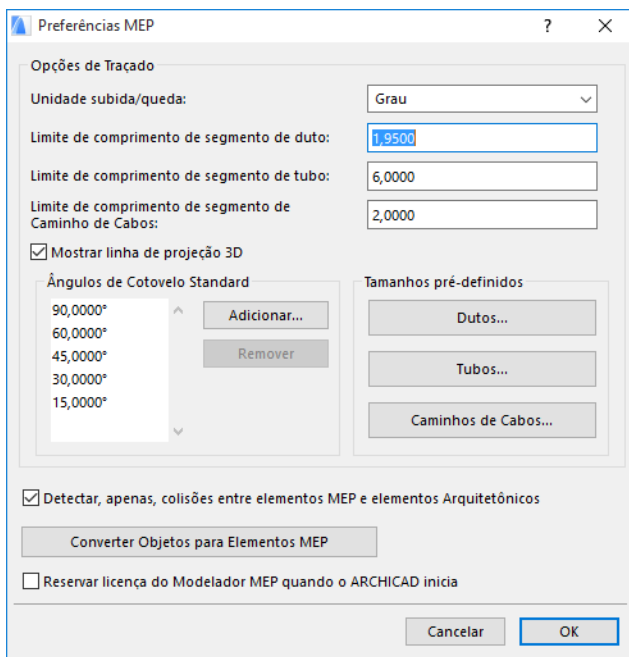 Preferências MEP
?
Opções de Traçado
Unidade subida/queda:
Grau
Limite de comprimento de segmento de duto:
1,9500
Limite de comprimento de segmento de tubo:
6,0000
Limite de comprimento de segmento de
Caminho de Cabos:
2,0000
Mostrar linha de projeção 3D
Ângulos de Cotovelo Standard
90,0000°
60,0000°
45,0000°
30,0000°
15,0000°
Adicionar...
Remover
Tamanhos pré-definidos
Dutos...
Tubos...
Caminhos de Cabos...
Detectar, apenas, colisões entre elementos MEP e elementos Arquitetônicos
Converter Objetos para Elementos MEP
Reservar licença do Modelador MEP quando o ARCHICAD inicia
Cancelar
OK